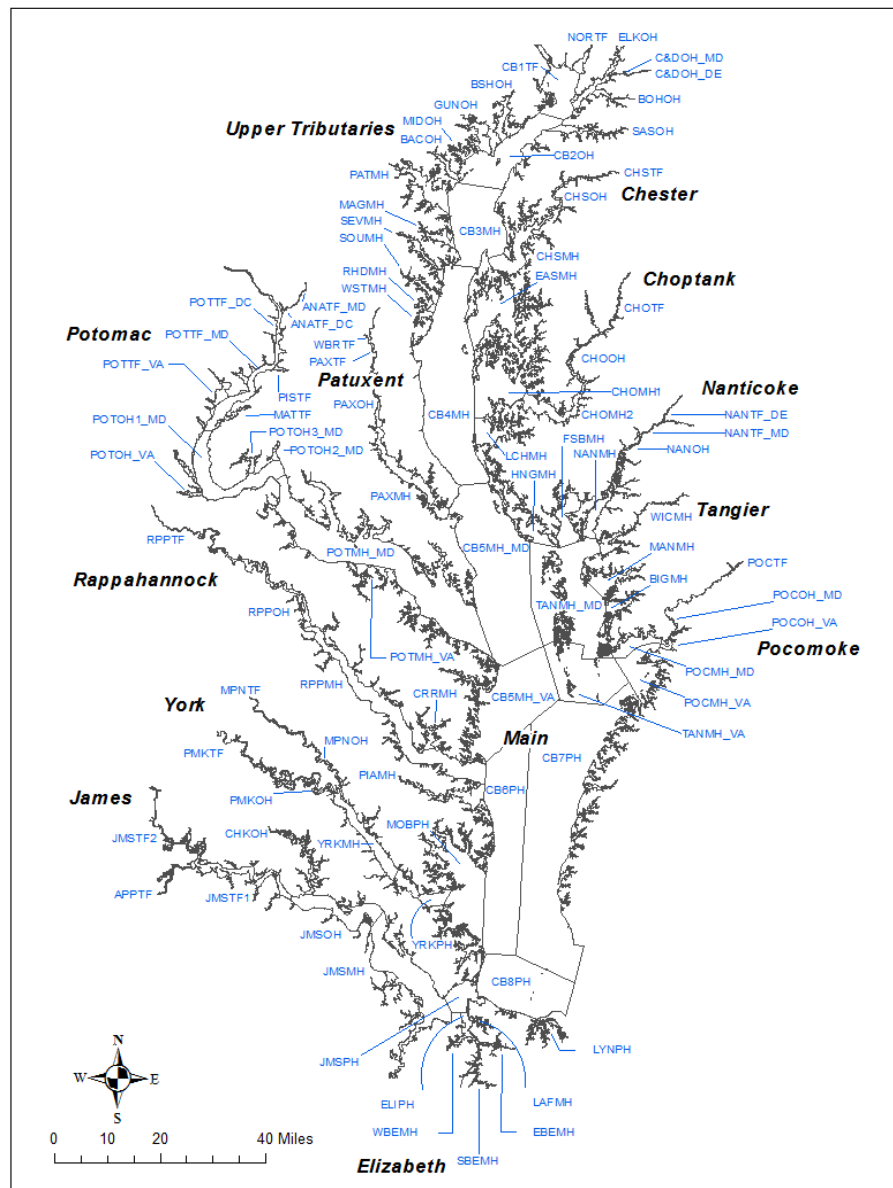 NORTF ELKOH
CB1TF
C&DOH_MD
C&DOH_DE
BSHOH
BOHOH
GUNOH
MIDOH
Upper Tributaries
BACOH
SASOH
CB2OH
PATMH
CHSTF
CHSOH
Chester
MAGMH
SEVMH
CB3MH
SOUMH
CHSMH
RHDMH
EASMH
WSTMH
Choptank
POTTF_DC
ANATF_MD
CHOTF
ANATF_DC
Potomac
POTTF_MD
WBRTF
PAXTF
CHOOH
POTTF_VA
Patuxent
PISTF
Nanticoke
CHOMH1
PAXOH
CB4MH
MATTF
CHOMH2
NANTF_DE
POTOH1_MD
POTOH3_MD
FSBMH
NANTF_MD
POTOH2_MD
LCHMH
NANMH
NANOH
POTOH_VA
HNGMH
PAXMH
Tangier
WICMH
RPPTF
CB5MH_MD
MANMH
POTMH_MD
POCTF
Rappahannock
BIGMH
POCOH_MD
RPPOH
TANMH_MD
POCOH_VA
Pocomoke
POTMH_VA
POCMH_MD
RPPMH
CRRMH
CB5MH_VA
POCMH_VA
York
MPNTF
TANMH_VA
Main
MPNOH
PMKTF
CB7PH
PIAMH
CB6PH
James
PMKOH
MOBPH
CHKOH
JMSTF2
YRKMH
APPTF
JMSTF1
JMSOH
YRKPH
JMSMH
CB8PH
N
LYNPH
JMSPH
W
E
S
ELIPH
LAFMH
WBEMH
EBEMH
0 10 20 40 Miles
SBEMH
Elizabeth